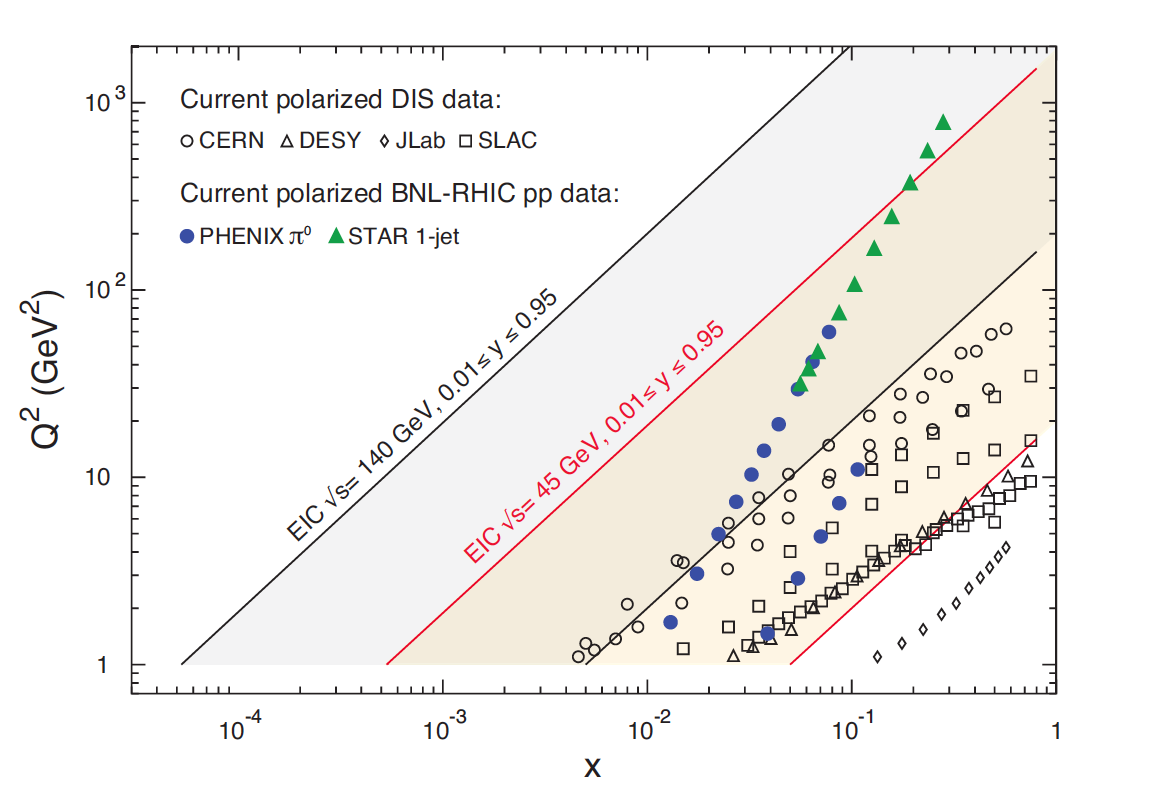 Current polarized DIS data:
CERN DESY JLab SLAC
Current polarized BNL-RHIC pp data:
PHENIX π⁰ STAR 1-jet
EIC √s= 140 GeV, 0.01≤ y ≤ 0.95
EIC √s= 45 GeV, 0.01≤ y ≤ 0.95
Q² (GeV²)
10³
10²
10
1
10⁻⁴ 10⁻³ 10⁻² 10⁻¹ 1
x